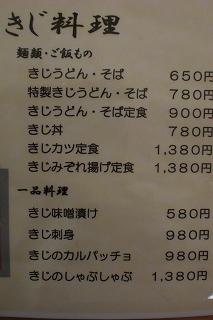 きじ料理
麺類・ご飯もの
きじうどん・そば 650円
特製きじうどん・そば 780円
きじうどん・そば定食 900円
きじ丼 780円
きじカツ定食 1,380円
きじみぞれ揚げ定食 1,380円
一品料理
きじ味噌漬け 580円
きじ刺身 980円
きじのカルパッチョ 980円
きじのしゃぶしゃぶ 1,380円